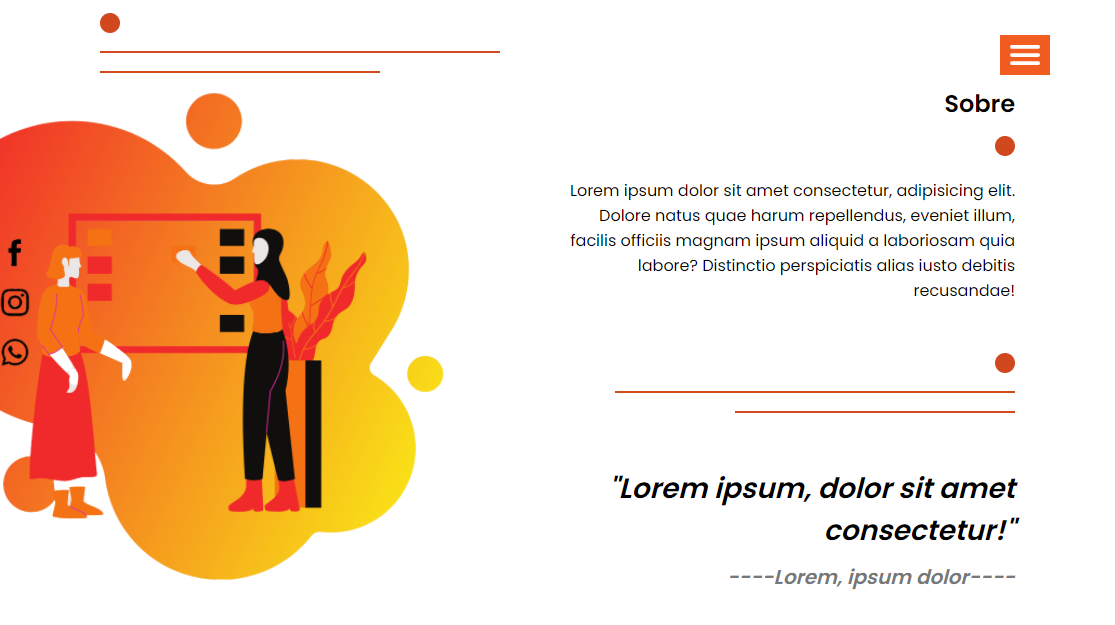 Sobre
Lorem ipsum dolor sit amet consectetur, adipisicing elit.
Dolore natus quae harum repellendus, eveniet illum,
facilis officiis magnam ipsum aliquid a laboriosam quia
labore? Distinctio perspiciatis alias iusto debitis
recusandae!
"Lorem ipsum, dolor sit amet
consectetur!"
----Lorem, ipsum dolor----